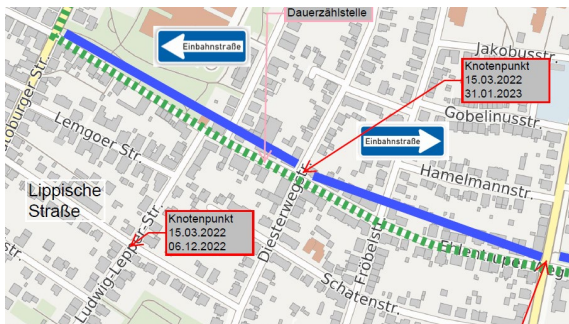 Dauerzählstelle
Einbahnstraße
Jakobusstr.
Knotenpunkt
15.03.2022
31.01.2023
Gobelinusstr.
Einbahnstraße
Lemgoer Str.
Hamelmannstr.
Lippische
Straße
Diesterwegstr.
Knotenpunkt
15.03.2022
06.12.2022
Ludwig-Lepper-Str.
Fröbelstr.
Schatenstr.